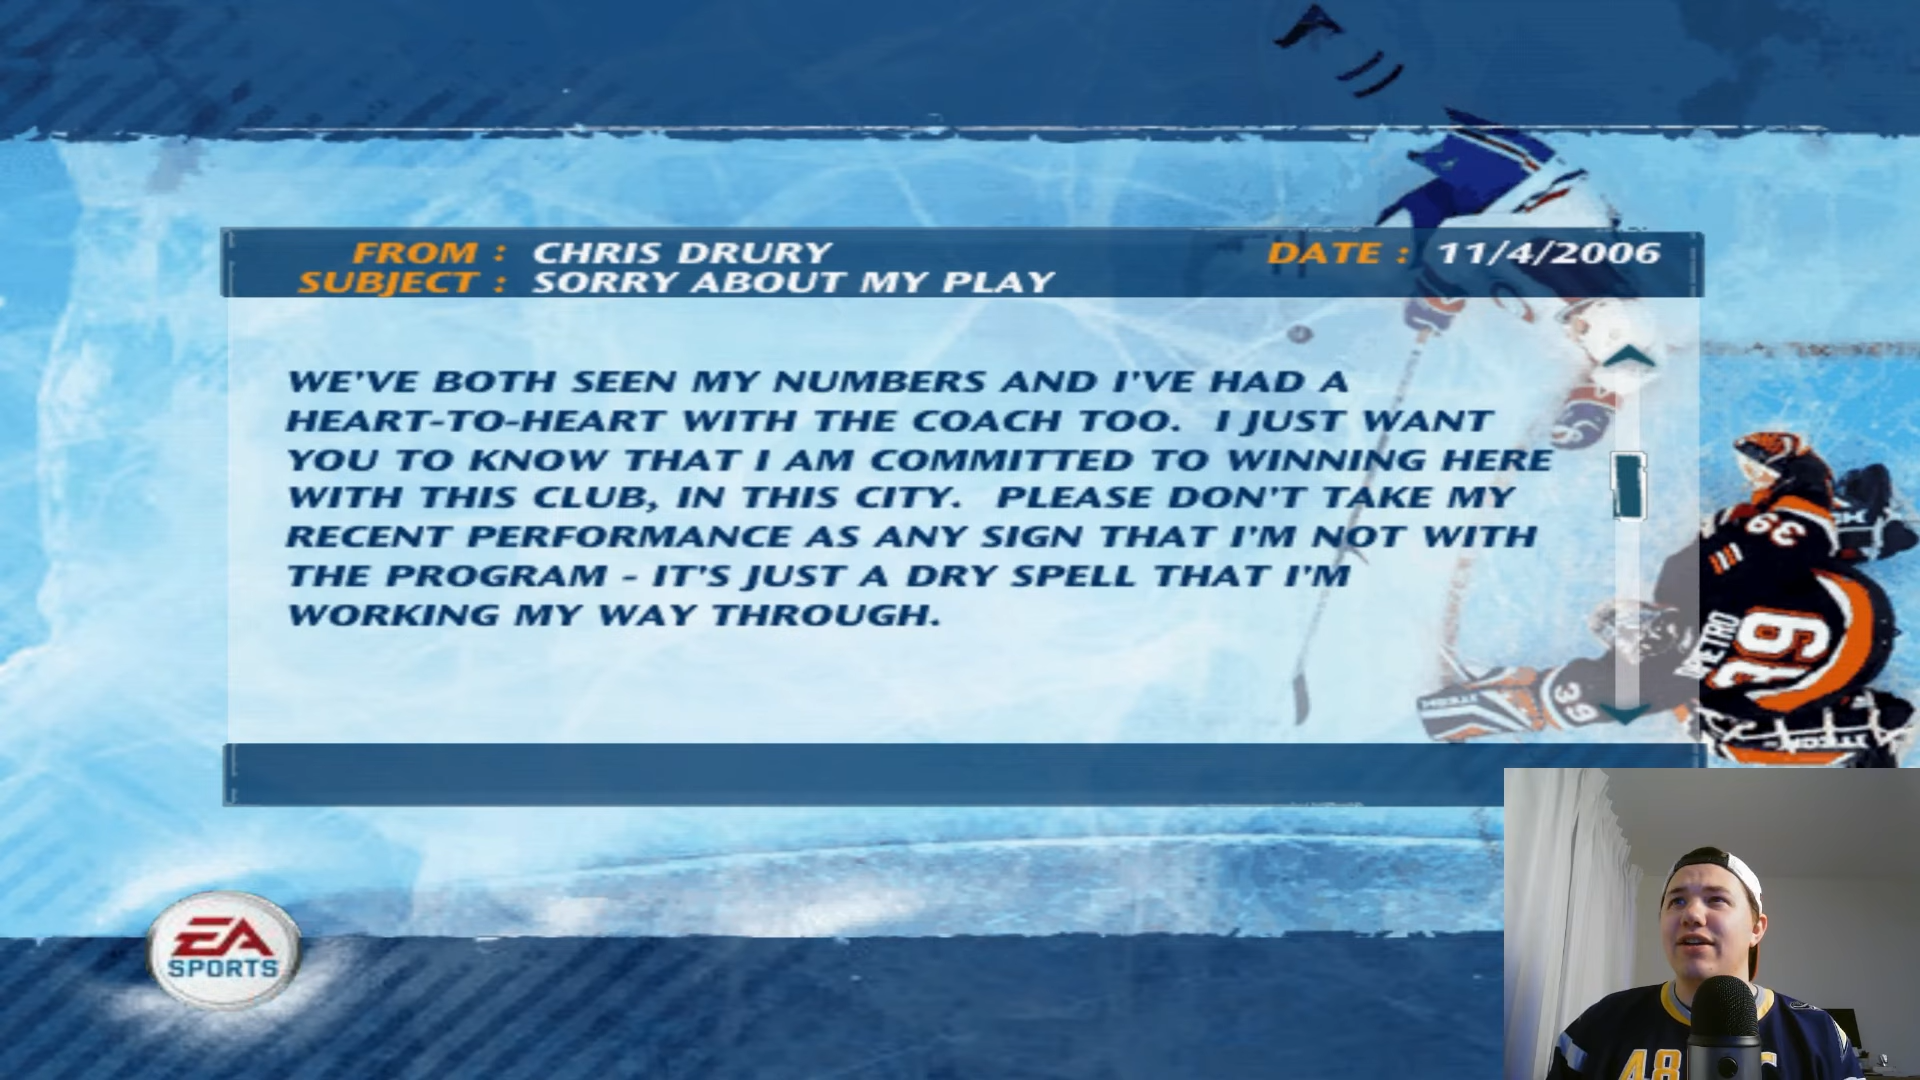 FROM : CHRIS DRURY
DATE : 11/4/2006
SUBJECT : SORRY ABOUT MY PLAY
WE'VE BOTH SEEN MY NUMBERS AND I'VE HAD A
HEART-TO-HEART WITH THE COACH TOO.  I JUST WANT
YOU TO KNOW THAT I AM COMMITTED TO WINNING HERE
WITH THIS CLUB, IN THIS CITY.  PLEASE DON'T TAKE MY
RECENT PERFORMANCE AS ANY SIGN THAT I'M NOT WITH
THE PROGRAM - IT'S JUST A DRY SPELL THAT I'M
WORKING MY WAY THROUGH.
39
39
39
EA
SPORTS
48